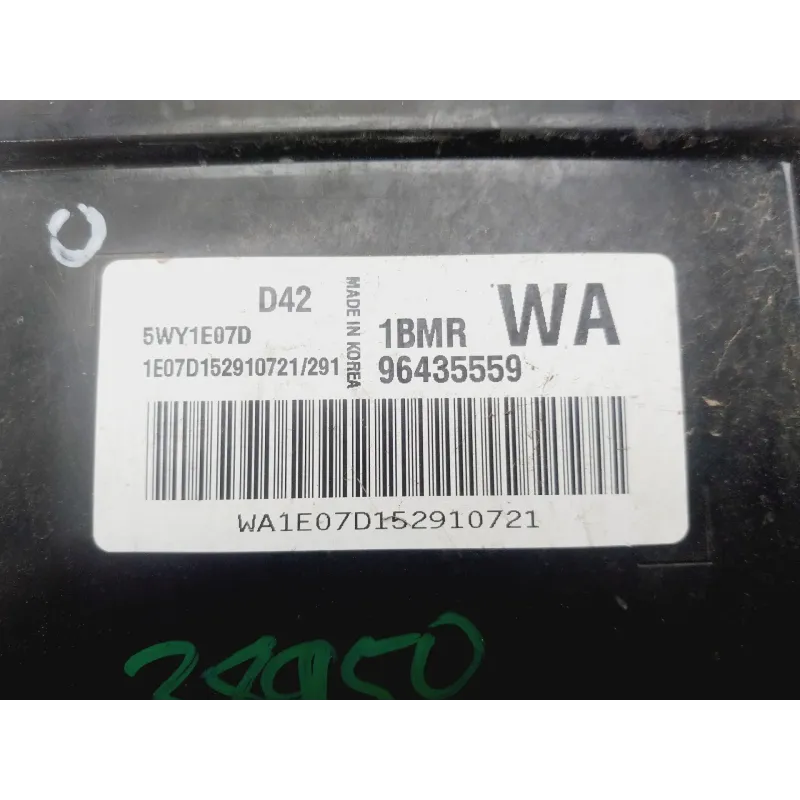 D42
5WY1E07D
1E07D152910721/291
MADE IN KOREA
1BMR
WA
96435559
WA1E07D152910721